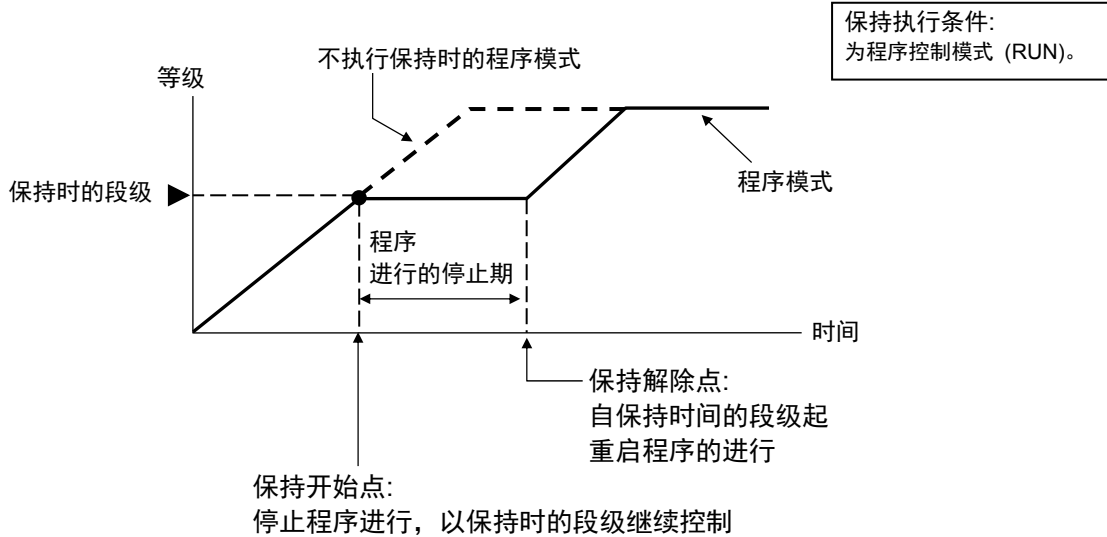 保持执行条件:
为程序控制模式 (RUN)。
不执行保持时的程序模式
等级
保持时的段级
程序模式
程序
进行的停止期
时间
保持解除点:
自保持时间的段级起
重启程序的进行
保持开始点:
停止程序进行，以保持时的段级继续控制